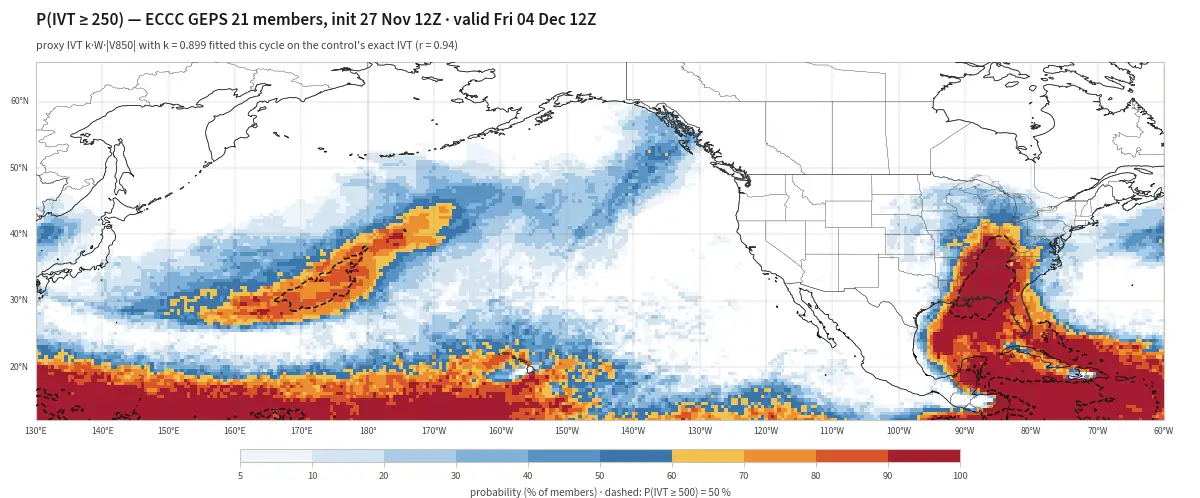 P(IVT ≥ 250) — ECCC GEPS 21 members, init 27 Nov 12Z · valid Fri 04 Dec 12Z
proxy IVT k·W·|V850| with k = 0.899 fitted this cycle on the control's exact IVT (r = 0.94)
60°N
50°N
40°N
30°N
20°N
130°E 140°E 150°E 160°E 170°E 180° 170°W 160°W 150°W 140°W 130°W 120°W 110°W 100°W 90°W 80°W 70°W 60°W
5 10 20 30 40 50 60 70 80 90 100
probability (% of members) · dashed: P(IVT ≥ 500) = 50 %